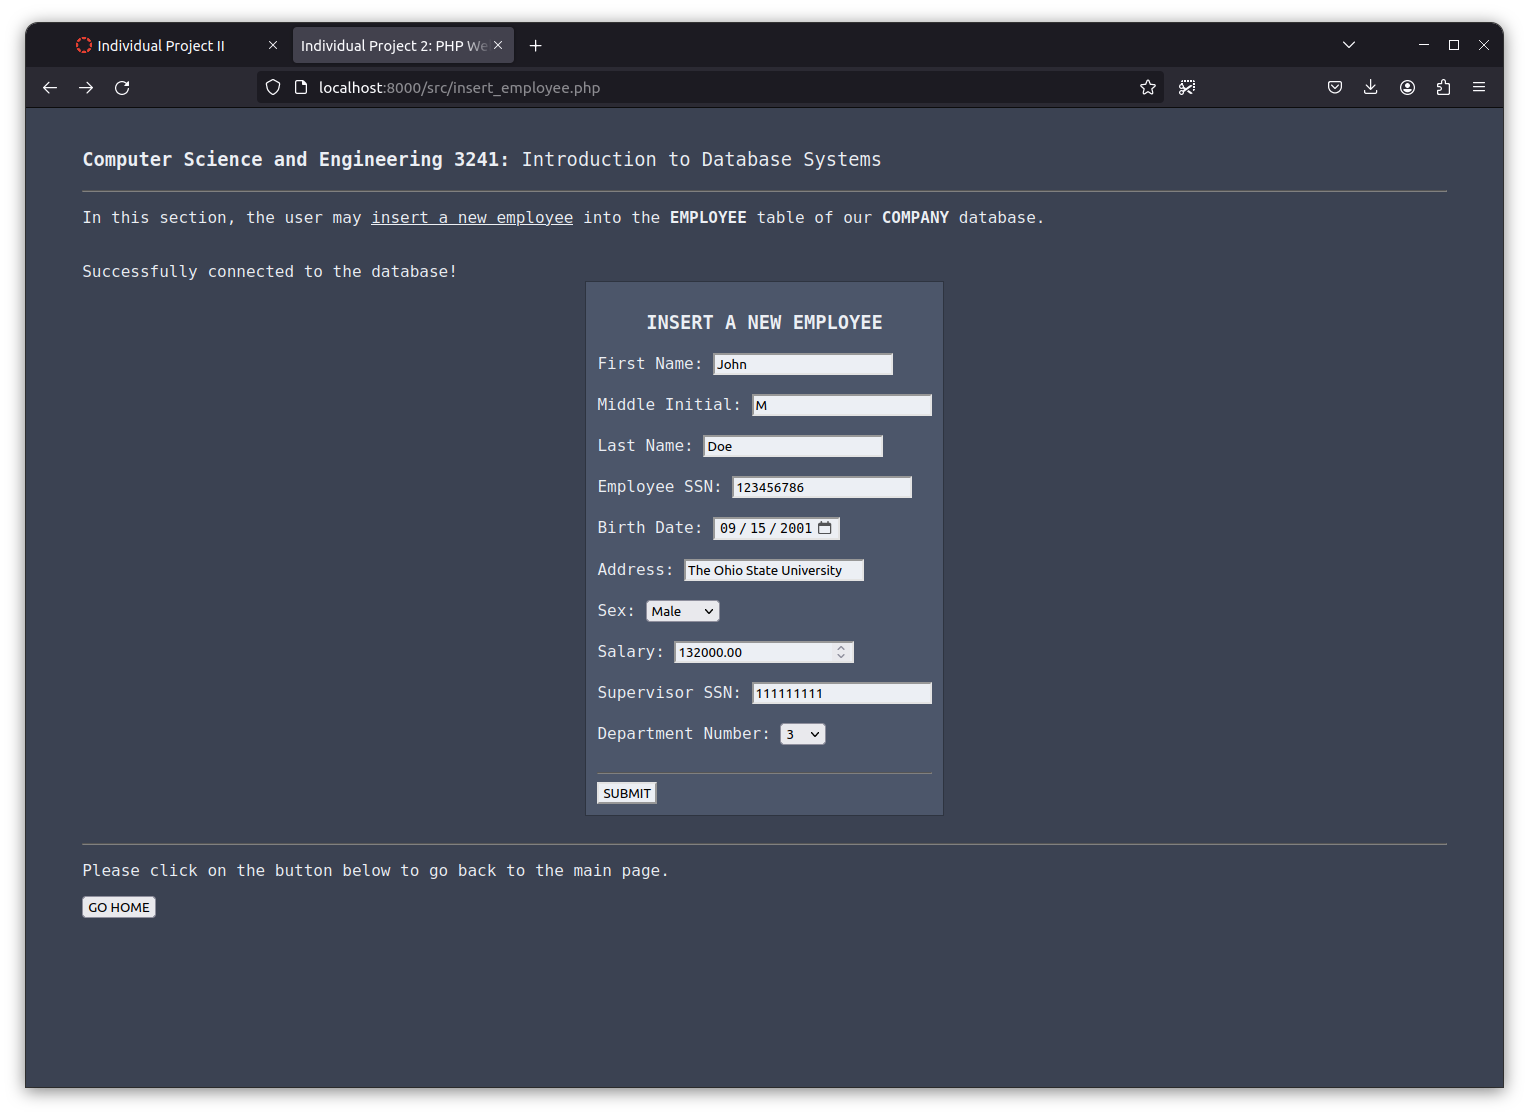 Individual Project II
Individual Project 2: PHP We
localhost:8000/src/insert_employee.php
Computer Science and Engineering 3241: Introduction to Database Systems
In this section, the user may insert a new employee into the EMPLOYEE table of our COMPANY database.
Successfully connected to the database!
INSERT A NEW EMPLOYEE
First Name: John
Middle Initial: M
Last Name: Doe
Employee SSN: 123456786
Birth Date: 09/15/2001
Address: The Ohio State University
Sex: Male
Salary: 132000.00
Supervisor SSN: 111111111
Department Number: 3
SUBMIT
Please click on the button below to go back to the main page.
GO HOME